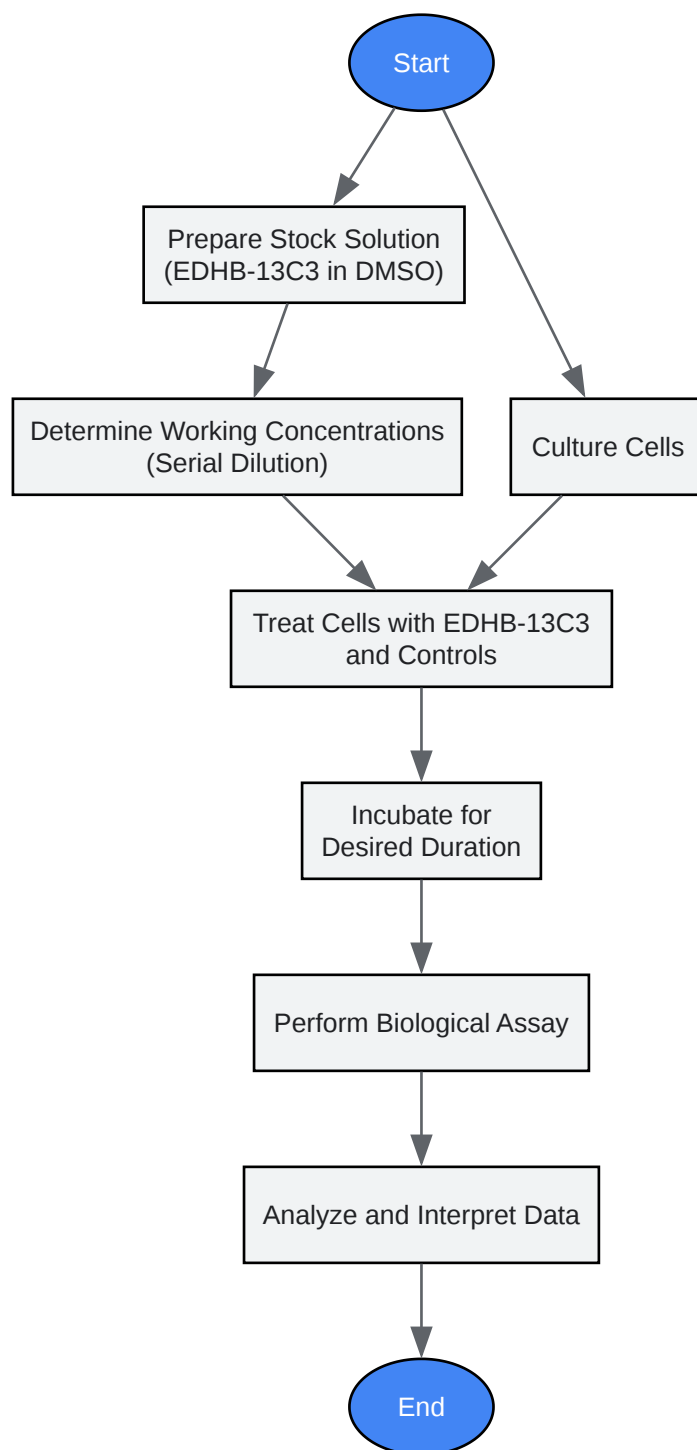 Start
Prepare Stock Solution
(EDHB-13C3 in DMSO)
Determine Working Concentrations
(Serial Dilution)
Culture Cells
Treat Cells with EDHB-13C3
and Controls
Incubate for
Desired Duration
Perform Biological Assay
Analyze and Interpret Data
End